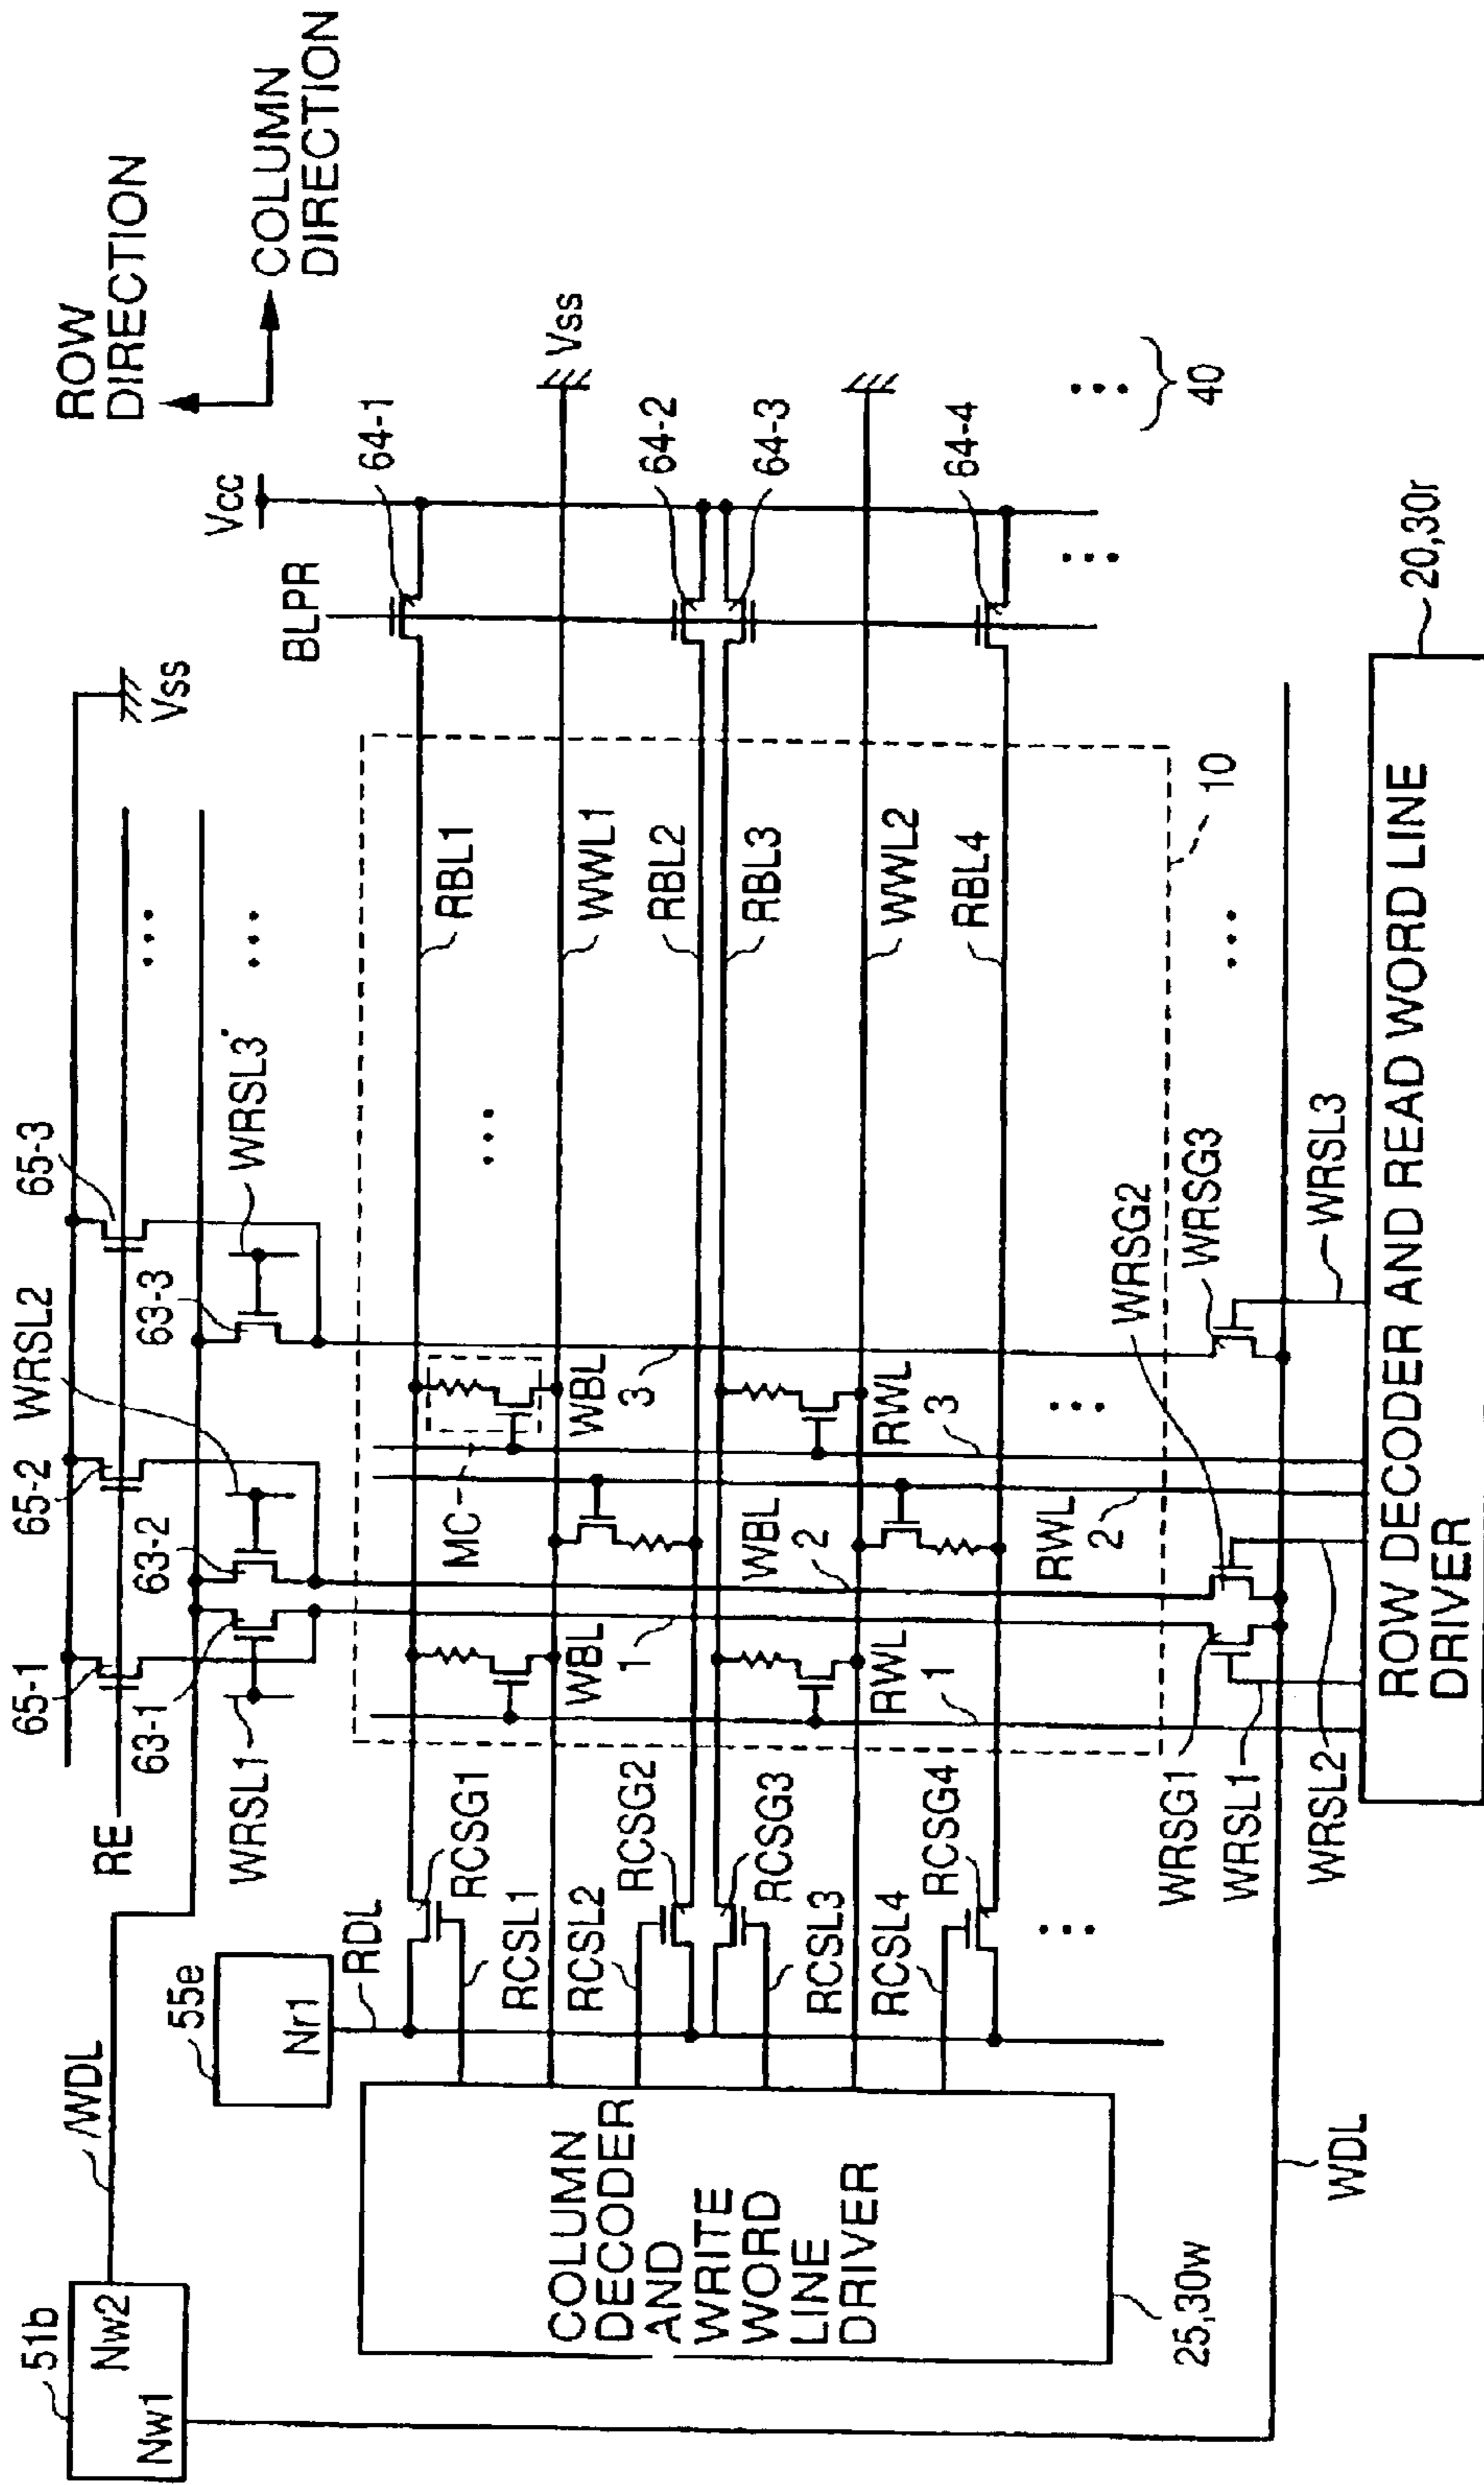 ROW
DIRECTION
COLUMN
DIRECTION
51b
Nw2
Nw1
/WDL
55e
Nr1
RDL
RE
65-1
65-2
65-3
63-1
63-2
63-3
WRSL1
WRSL2
WRSL3
Vss
Vcc
BLPR
64-1
64-2
64-3
64-4
Vss
40
COLUMN
DECODER
AND
WRITE
WORD
LINE
DRIVER
25,30w
RCSG1
RCSL1
RCSL2
RCSG2
RCSG3
RCSL3
RCSL4
RCSG4
MC
WBL
1
WBL
2
WBL
3
RWL
1
RWL
2
RWL
3
RBL1
WWL1
RBL2
RBL3
WWL2
RBL4
10
WRSG1
WRSG2
WRSG3
WRSL1
WRSL2
WRSL3
WDL
ROW DECODER AND READ WORD LINE
DRIVER
20,30r